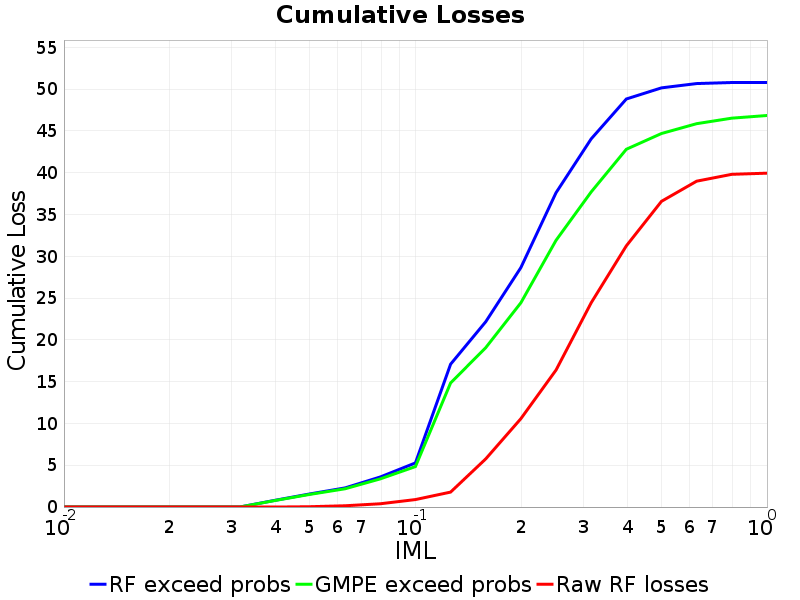 Cumulative Losses
Cumulative Loss
55
50
45
40
35
30
25
20
15
10
5
0
10^-2 2 3 4 5 6 7 10^-1 2 3 4 5 6 7 10^0
IML
RF exceed probs GMPE exceed probs Raw RF losses